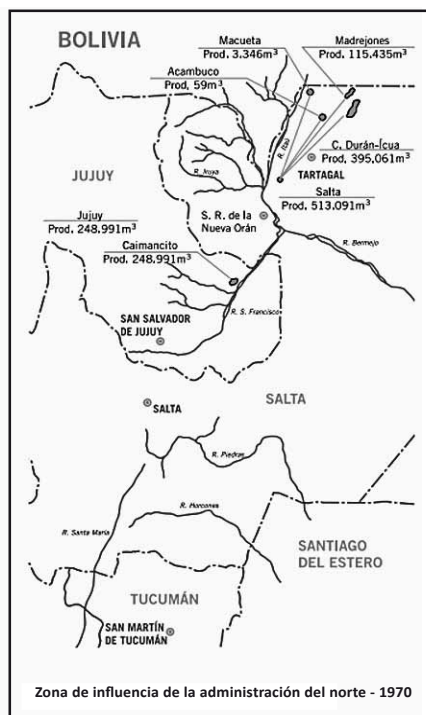 BOLIVIA
Macueta
Prod. 3.346m³
Madrejones
Prod. 115.435m³
Acambuco
Prod, 59m³
R. Itaú
C. Durán-Ícua
Prod, 395,061m³
TARTAGAL
JUJUY
R. Iruya
Salta
Prod. 513.091m³
Jujuy
Prod. 248,991m³
S. R. de la
Nueva Orán
Caimancito
Prod. 248,991m³
R. Bermejo
R. S. Francisco
SAN SALVADOR
DE JUJUY
SALTA
SALTA
R. Piedras
R. Horcones
R. Santa María
SANTIAGO
DEL ESTERO
TUCUMÁN
SAN MARTÍN
DE TUCUMÁN
Zona de influencia de la administración del norte - 1970